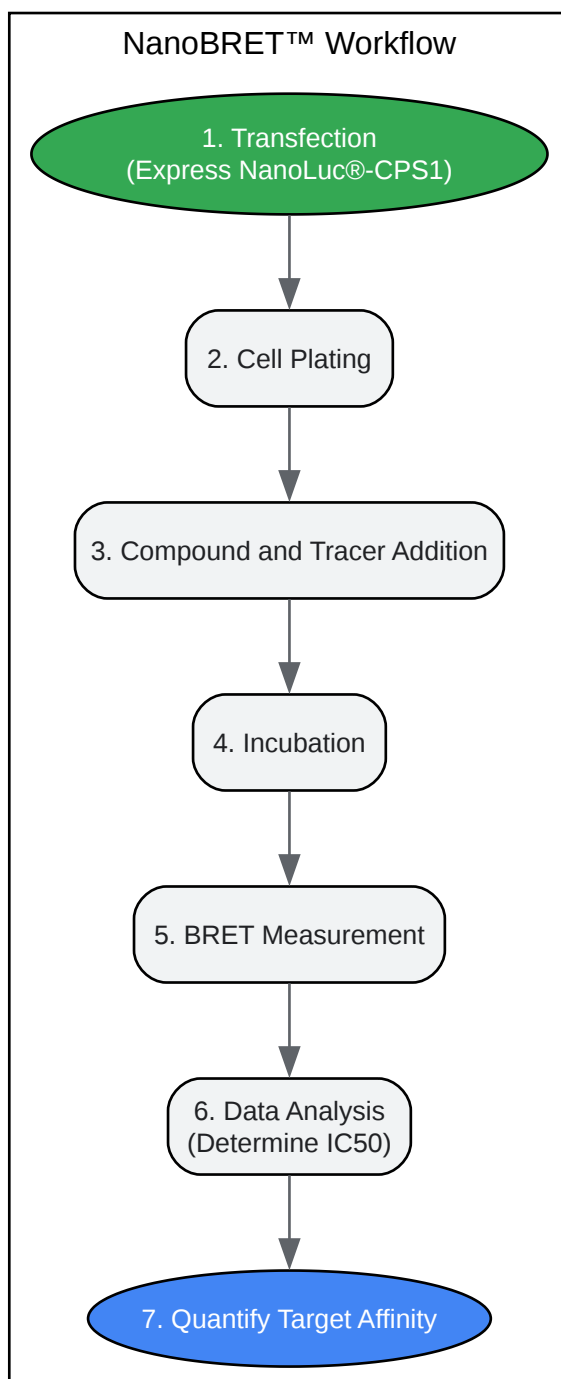 NanoBRET™ Workflow
1. Transfection
(Express NanoLuc®-CPS1)
2. Cell Plating
3. Compound and Tracer Addition
4. Incubation
5. BRET Measurement
6. Data Analysis
(Determine IC50)
7. Quantify Target Affinity